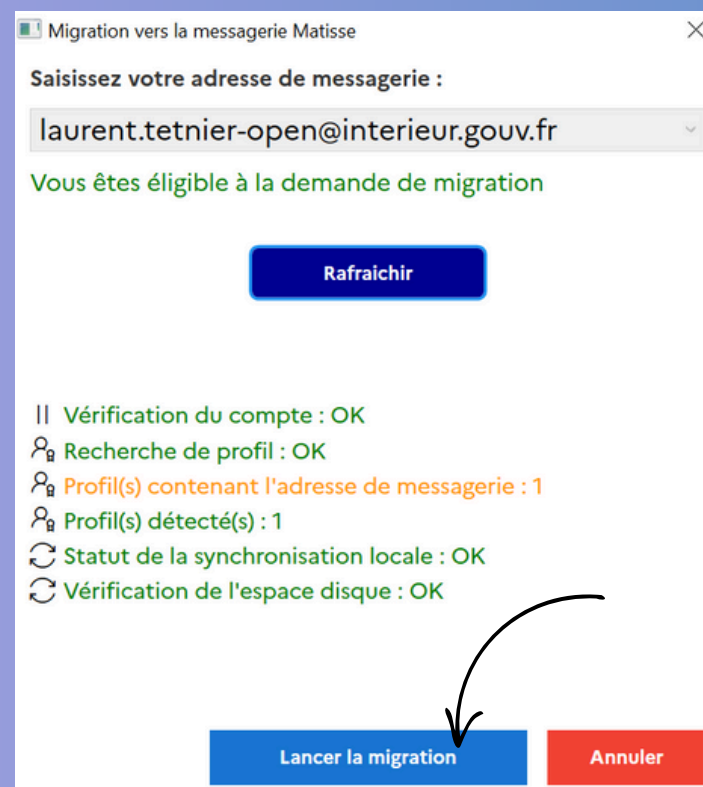 Migration vers la messagerie Matisse
Saisissez votre adresse de messagerie :
laurent.tetnier-open@interieur.gouv.fr
Vous êtes éligible à la demande de migration
Rafraichir
Vérification du compte : OK
Recherche de profil : OK
Profil(s) contenant l'adresse de messagerie : 1
Profil(s) détecté(s) : 1
Statut de la synchronisation locale : OK
Vérification de l'espace disque : OK
Lancer la migration Annuler